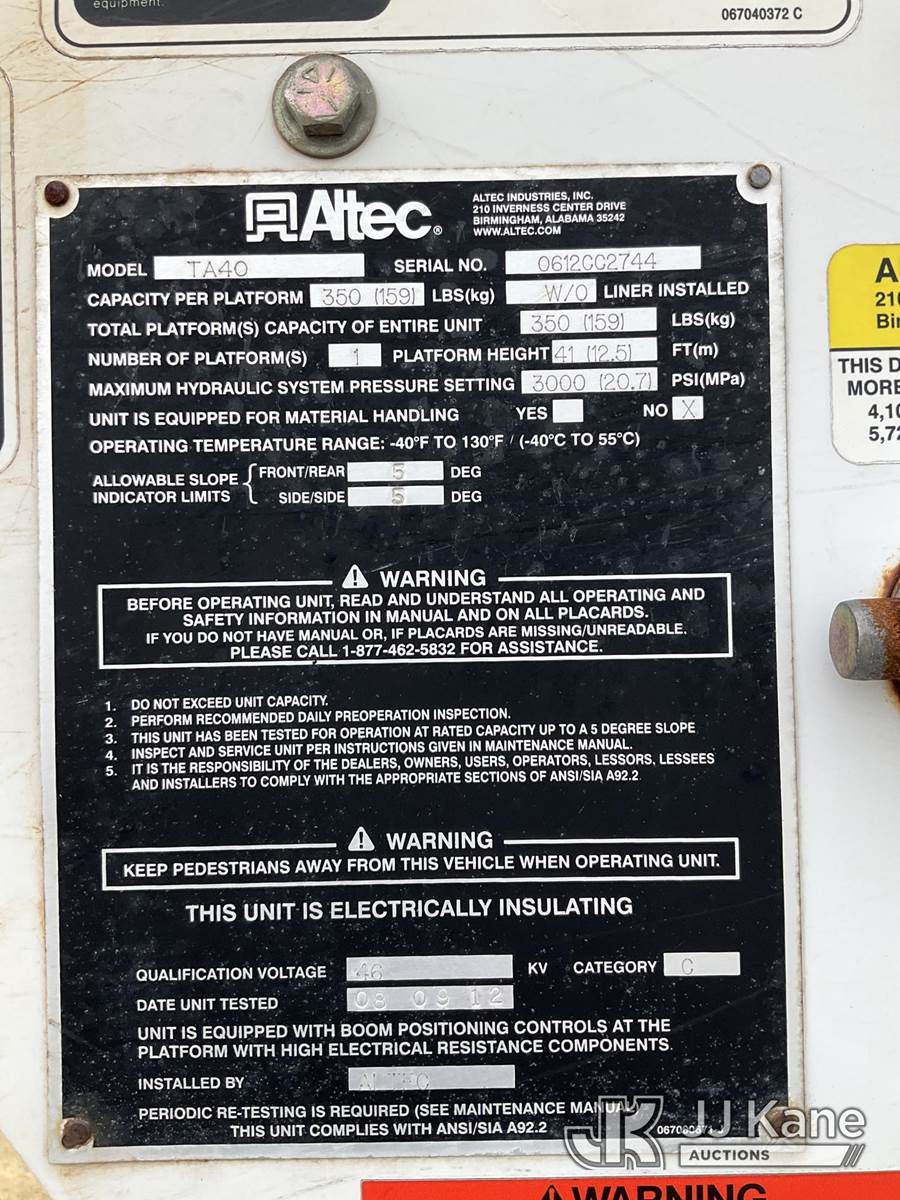 equipment.
067040372 C
Altec®
ALTEC INDUSTRIES, INC.
210 INVERNESS CENTER DRIVE
BIRMINGHAM, ALABAMA 35242
WWW.ALTEC.COM
MODEL TA40 SERIAL NO. 0612CC2744
CAPACITY PER PLATFORM 350 (159) LBS(kg) W/O LINER INSTALLED
TOTAL PLATFORM(S) CAPACITY OF ENTIRE UNIT 350 (159) LBS(kg)
NUMBER OF PLATFORM(S) 1 PLATFORM HEIGHT 41 (12.5) FT(m)
MAXIMUM HYDRAULIC SYSTEM PRESSURE SETTING 3000 (20.7) PSI(MPa)
UNIT IS EQUIPPED FOR MATERIAL HANDLING YES NO X
OPERATING TEMPERATURE RANGE: -40°F TO 130°F / (-40°C TO 55°C)
ALLOWABLE SLOPE
INDICATOR LIMITS
FRONT/REAR 5 DEG
SIDE/SIDE 5 DEG
WARNING
BEFORE OPERATING UNIT, READ AND UNDERSTAND ALL OPERATING AND
SAFETY INFORMATION IN MANUAL AND ON ALL PLACARDS.
IF YOU DO NOT HAVE MANUAL OR, IF PLACARDS ARE MISSING/UNREADABLE.
PLEASE CALL 1-877-462-5832 FOR ASSISTANCE.
1. DO NOT EXCEED UNIT CAPACITY.
2. PERFORM RECOMMENDED DAILY PREOPERATION INSPECTION.
3. THIS UNIT HAS BEEN TESTED FOR OPERATION AT RATED CAPACITY UP TO A 5 DEGREE SLOPE
4. INSPECT AND SERVICE UNIT PER INSTRUCTIONS GIVEN IN MAINTENANCE MANUAL.
5. IT IS THE RESPONSIBILITY OF THE DEALERS, OWNERS, USERS, OPERATORS, LESSORS, LESSEES
AND INSTALLERS TO COMPLY WITH THE APPROPRIATE SECTIONS OF ANSI/SIA A92.2
WARNING
KEEP PEDESTRIANS AWAY FROM THIS VEHICLE WHEN OPERATING UNIT.
THIS UNIT IS ELECTRICALLY INSULATING
QUALIFICATION VOLTAGE 46 KV CATEGORY C
DATE UNIT TESTED 08 09 12
UNIT IS EQUIPPED WITH BOOM POSITIONING CONTROLS AT THE
PLATFORM WITH HIGH ELECTRICAL RESISTANCE COMPONENTS.
INSTALLED BY ALTEC
PERIODIC RE-TESTING IS REQUIRED (SEE MAINTENANCE MANUAL)
THIS UNIT COMPLIES WITH ANSI/SIA A92.2
A
210
Bir
THIS D
MORE
4,10
5,72
JK JJ Kane
AUCTIONS
WARNING